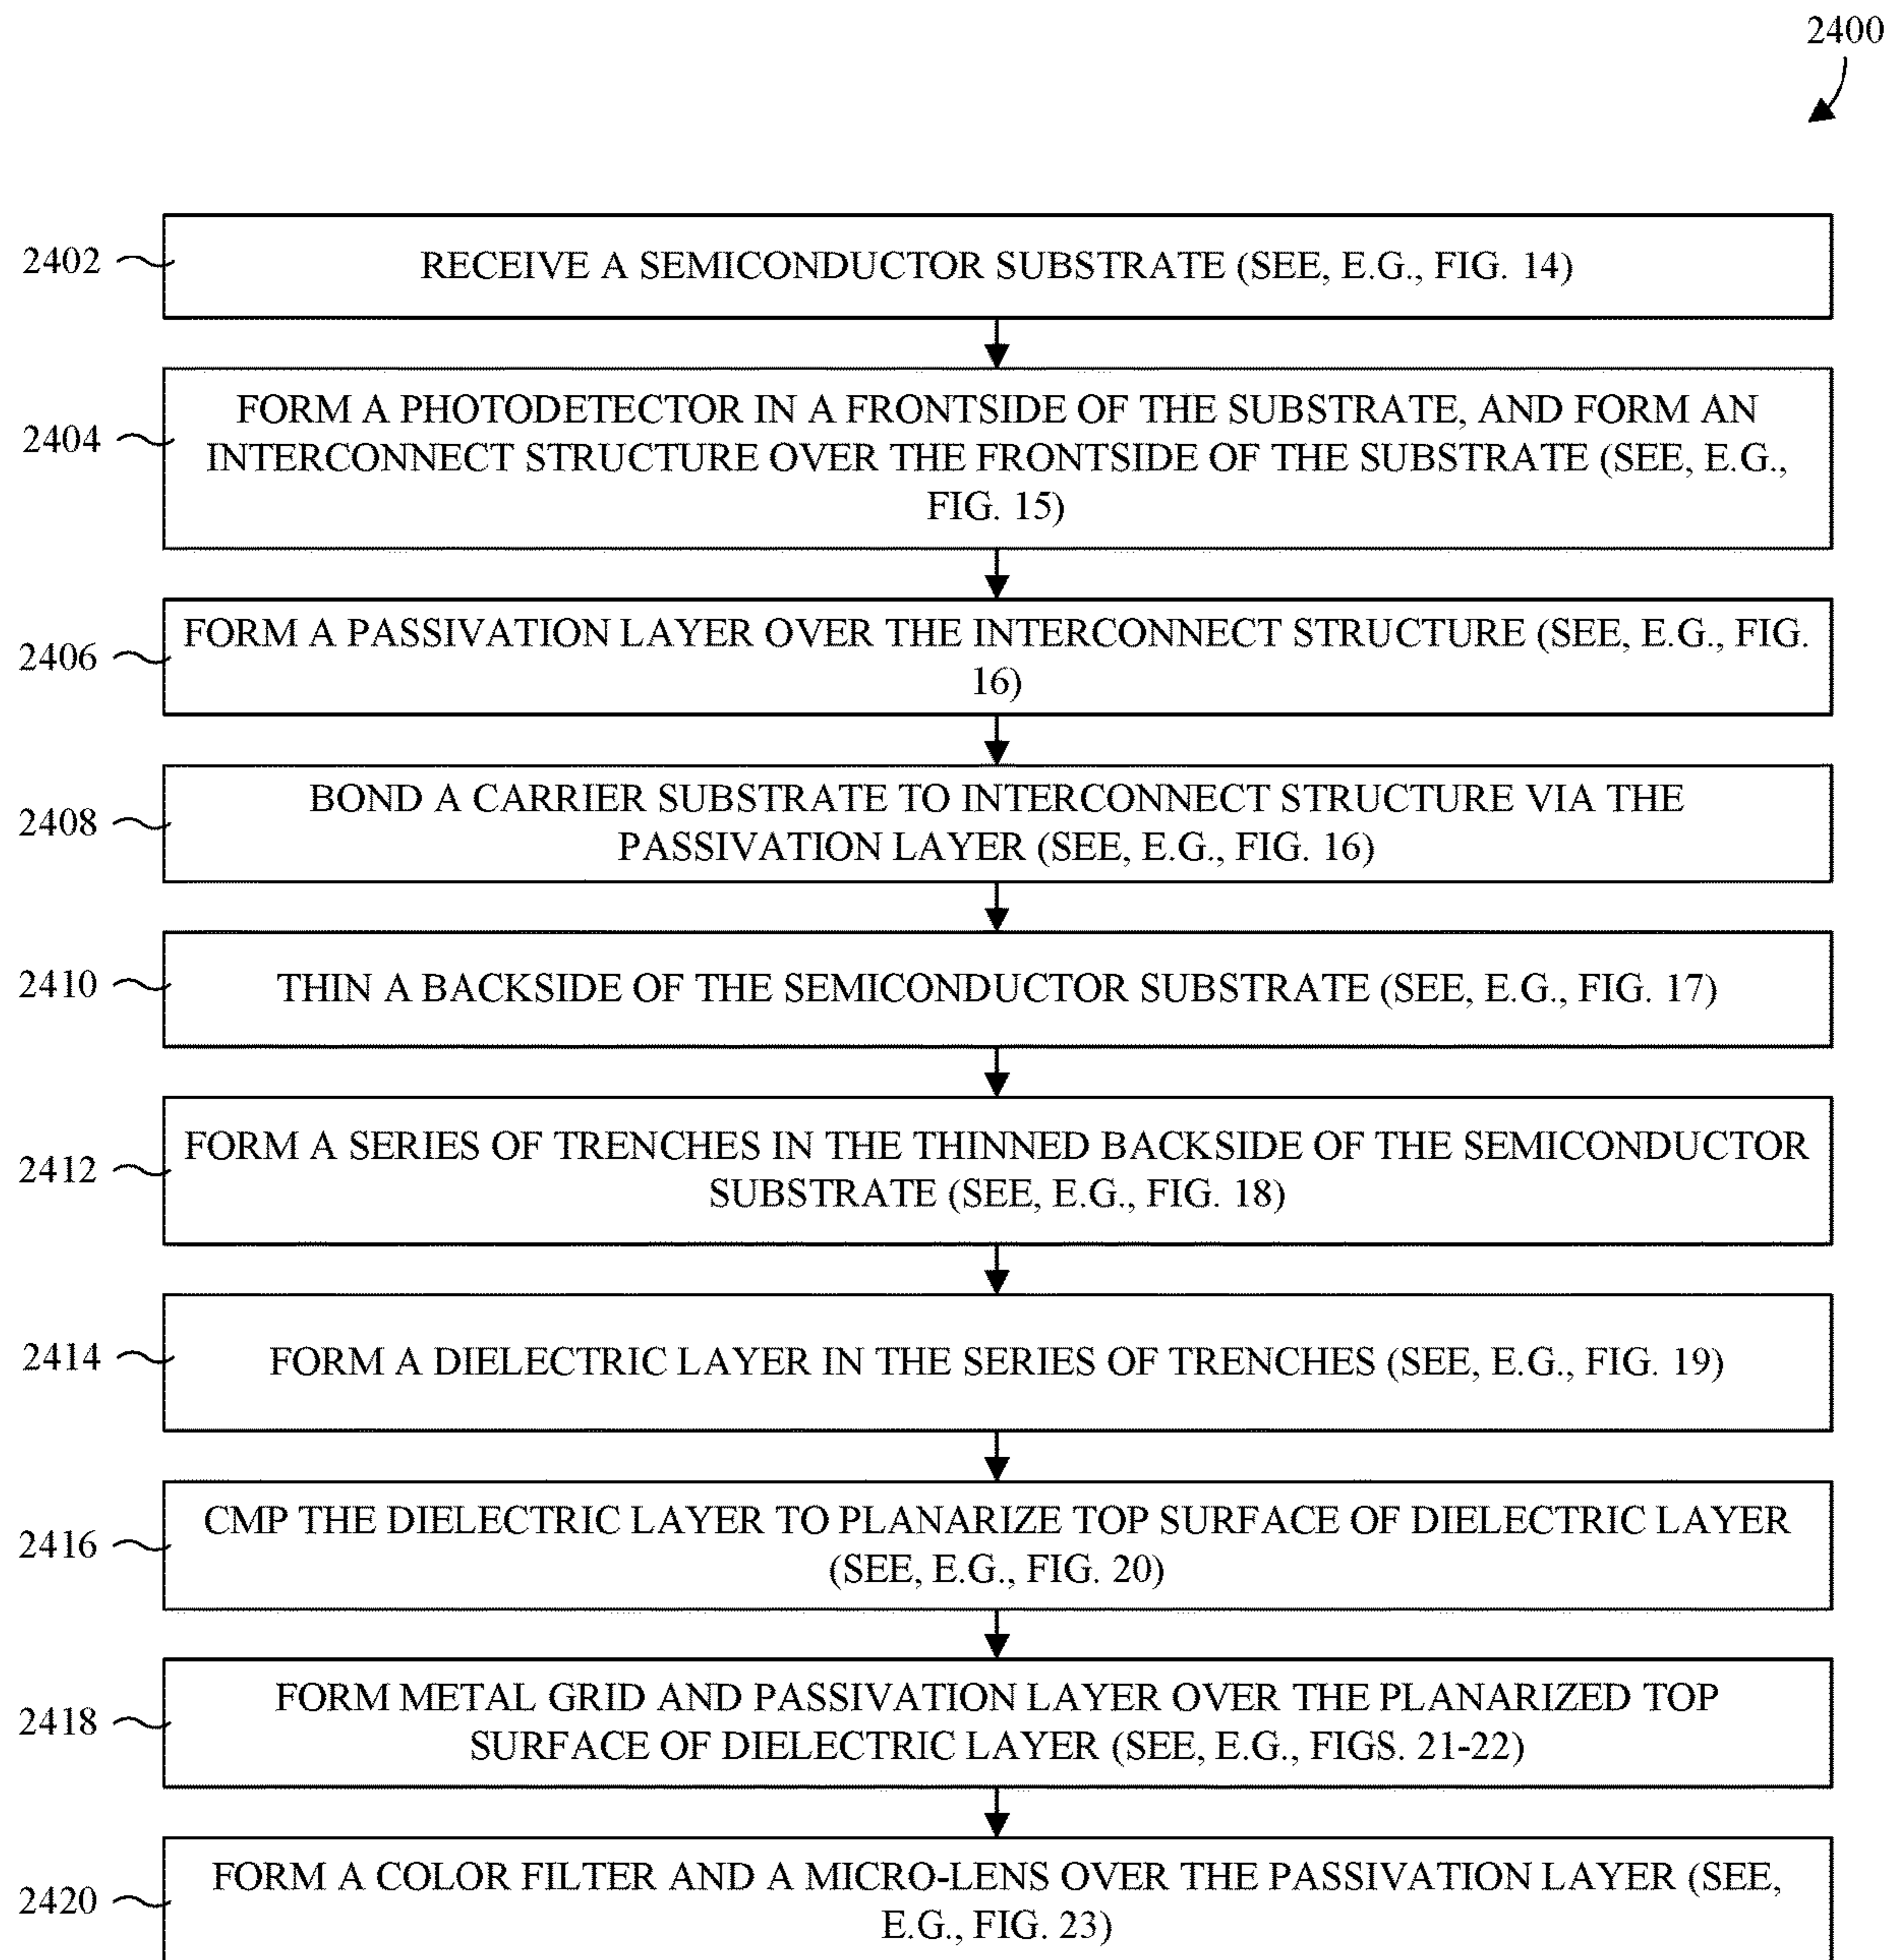 2400
2402
RECEIVE A SEMICONDUCTOR SUBSTRATE (SEE, E.G., FIG. 14)
2404
FORM A PHOTODETECTOR IN A FRONTSIDE OF THE SUBSTRATE, AND FORM AN
INTERCONNECT STRUCTURE OVER THE FRONTSIDE OF THE SUBSTRATE (SEE, E.G.,
FIG. 15)
2406
FORM A PASSIVATION LAYER OVER THE INTERCONNECT STRUCTURE (SEE, E.G., FIG.
16)
2408
BOND A CARRIER SUBSTRATE TO INTERCONNECT STRUCTURE VIA THE
PASSIVATION LAYER (SEE, E.G., FIG. 16)
2410
THIN A BACKSIDE OF THE SEMICONDUCTOR SUBSTRATE (SEE, E.G., FIG. 17)
2412
FORM A SERIES OF TRENCHES IN THE THINNED BACKSIDE OF THE SEMICONDUCTOR
SUBSTRATE (SEE, E.G., FIG. 18)
2414
FORM A DIELECTRIC LAYER IN THE SERIES OF TRENCHES (SEE, E.G., FIG. 19)
2416
CMP THE DIELECTRIC LAYER TO PLANARIZE TOP SURFACE OF DIELECTRIC LAYER
(SEE, E.G., FIG. 20)
2418
FORM METAL GRID AND PASSIVATION LAYER OVER THE PLANARIZED TOP
SURFACE OF DIELECTRIC LAYER (SEE, E.G., FIGS. 21-22)
2420
FORM A COLOR FILTER AND A MICRO-LENS OVER THE PASSIVATION LAYER (SEE,
E.G., FIG. 23)